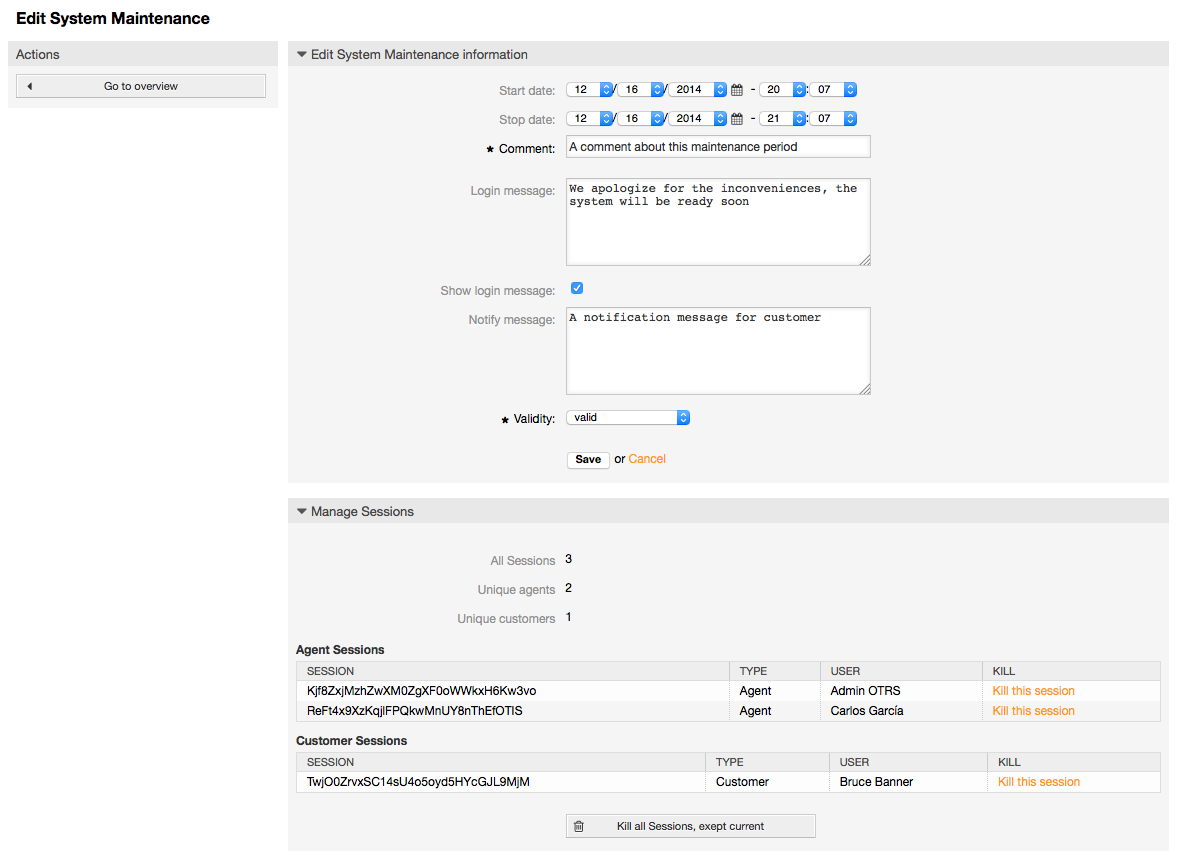 Edit System Maintenance
Actions
Go to overview
Edit System Maintenance information
Start date: 12 / 16 / 2014 - 20 : 07
Stop date: 12 / 16 / 2014 - 21 : 07
★ Comment: A comment about this maintenance period
Login message: We apologize for the inconveniences, the
system will be ready soon
Show login message:
Notify message: A notification message for customer
★ Validity: valid
Save or Cancel
Manage Sessions
All Sessions 3
Unique agents 2
Unique customers 1
Agent Sessions
SESSION TYPE USER KILL
Kjf8ZxjMzhZwXM0ZgXF0oWWkxH6Kw3vo Agent Admin OTRS Kill this session
ReFt4x9XzKqjlFPQkwMnUY8nThEfOTIS Agent Carlos García Kill this session
Customer Sessions
SESSION TYPE USER KILL
TwjO0ZrvxSC14sU4o5oyd5HYcGJL9MjM Customer Bruce Banner Kill this session
Kill all Sessions, exept current